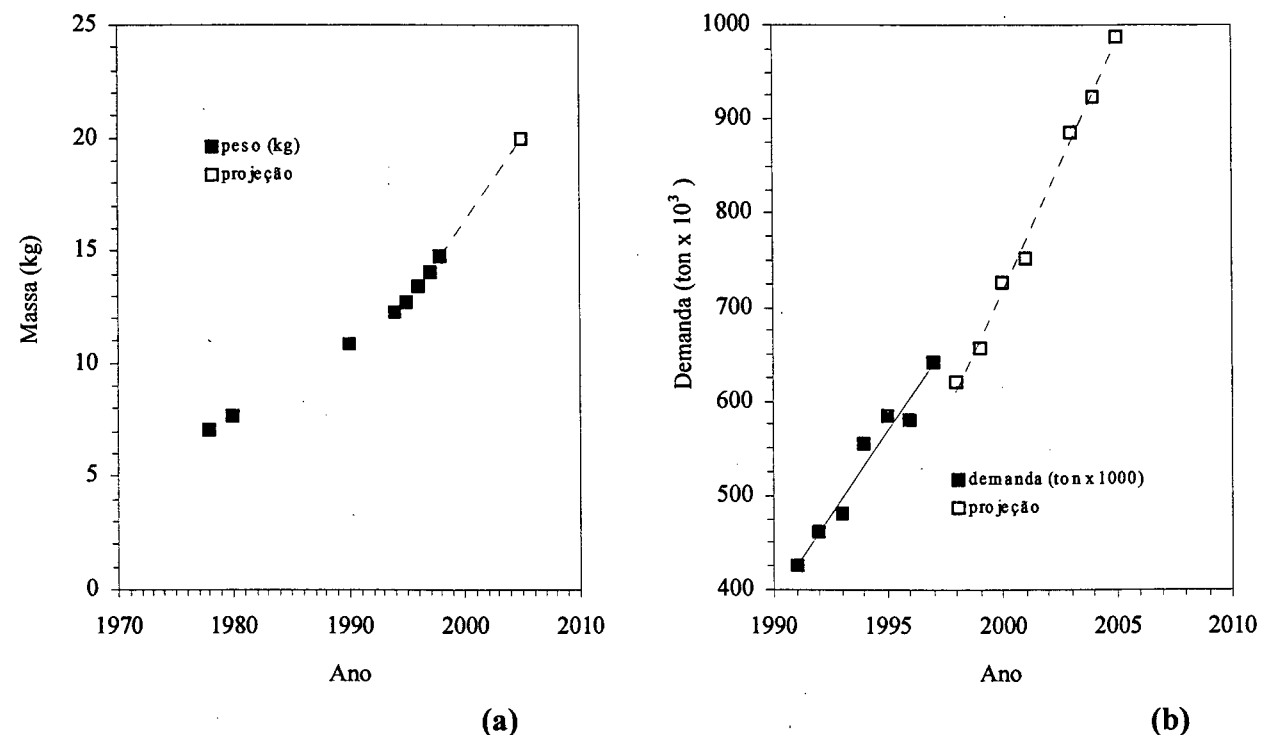 25
20
15
10
5
0
Massa (kg)
peso (kg)
projeção
1970
1980
1990
2000
2010
Ano
(a)
1000
900
800
700
600
500
400
Demanda (ton x 10³ )
demanda (ton x 1000)
projeção
1990
1995
2000
2005
2010
Ano
(b)